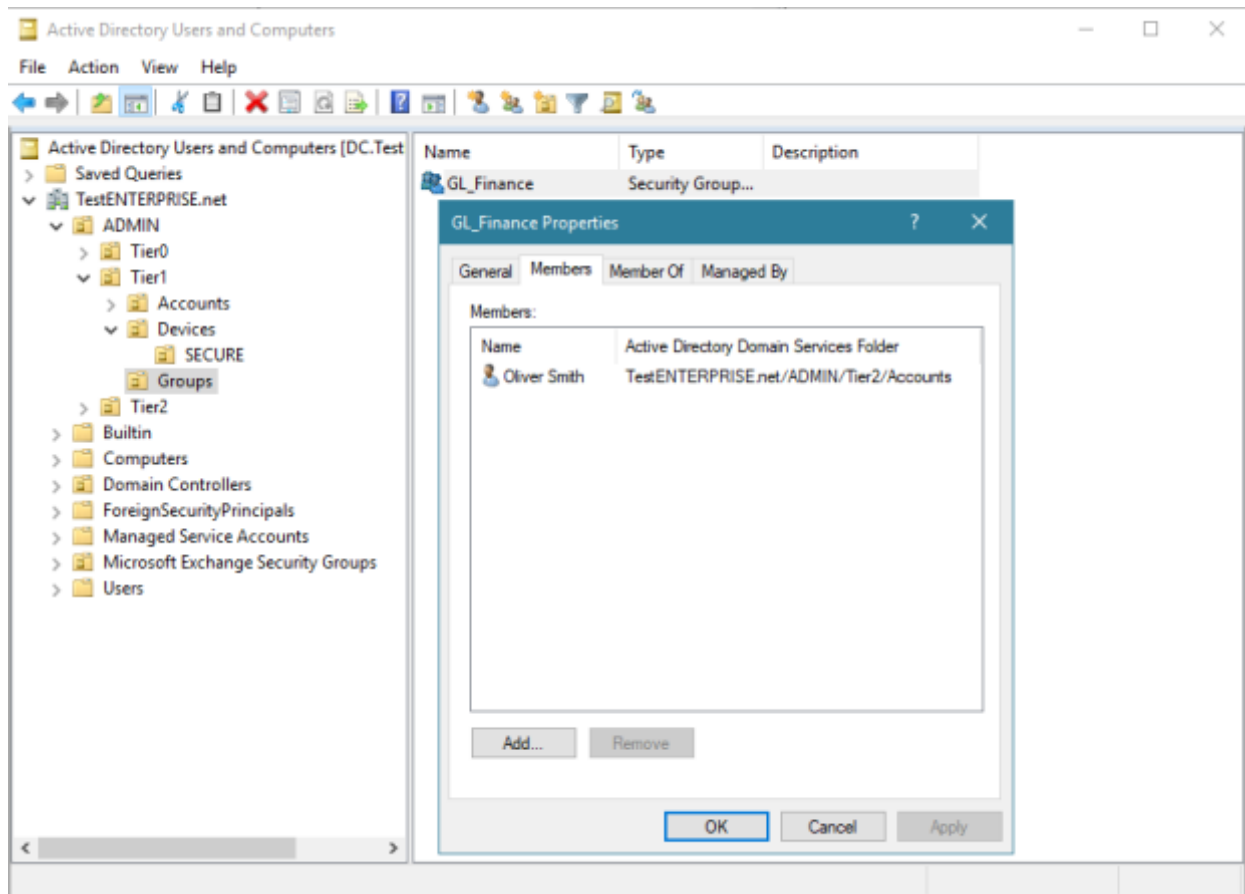 Active Directory Users and Computers
File Action View Help
Active Directory Users and Computers [DC.Test
Saved Queries
TestENTERPRISE.net
ADMIN
Tier0
Tier1
Accounts
Devices
SECURE
Groups
Tier2
Builtin
Computers
Domain Controllers
ForeignSecurityPrincipals
Managed Service Accounts
Microsoft Exchange Security Groups
Users
Name Type Description
GL_Finance Security Group...
GL_Finance Properties ?
General Members Member Of Managed By
Members:
Name Active Directory Domain Services Folder
Oliver Smith TestENTERPRISE.net/ADMIN/Tier2/Accounts
Add... Remove
OK Cancel Apply